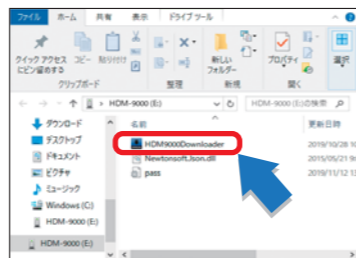 ファイル ホーム 共有 表示 ドライブ ツール
クイック アクセスにピン留めする
コピー 貼り付け
新しいフォルダー
プロパティ
選択
クリップボード 整理 新規 開く
HDM-9000 (E:)
HDM-9000 (E:)の検索
名前 更新日時
ダウンロード
デスクトップ
ドキュメント
ピクチャ
ミュージック
Windows (C:)
HDM-9000 (E:)
HDM-9000 (E:)
HDM9000Downloader 2019/10/28 10
Newtonsoft.Json.dll 2015/05/21 9
pass 2019/11/12 13